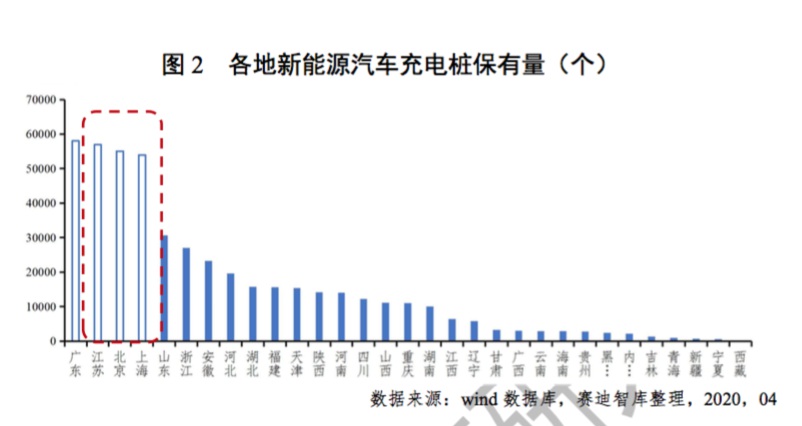 图 2 各地新能源汽车充电桩保有量（个）
70000
60000
50000
40000
30000
20000
10000
0
广东 江苏 北京 上海 山东 浙江 安徽 河北 湖北 福建 天津 陕西 河南 四川 山西 重庆 湖南 江西 辽宁 甘肃 广西 云南 海南 贵州 黑… 内… 吉林 青海 新疆 宁夏 西藏
数据来源：wind 数据库，赛迪智库整理，2020，04